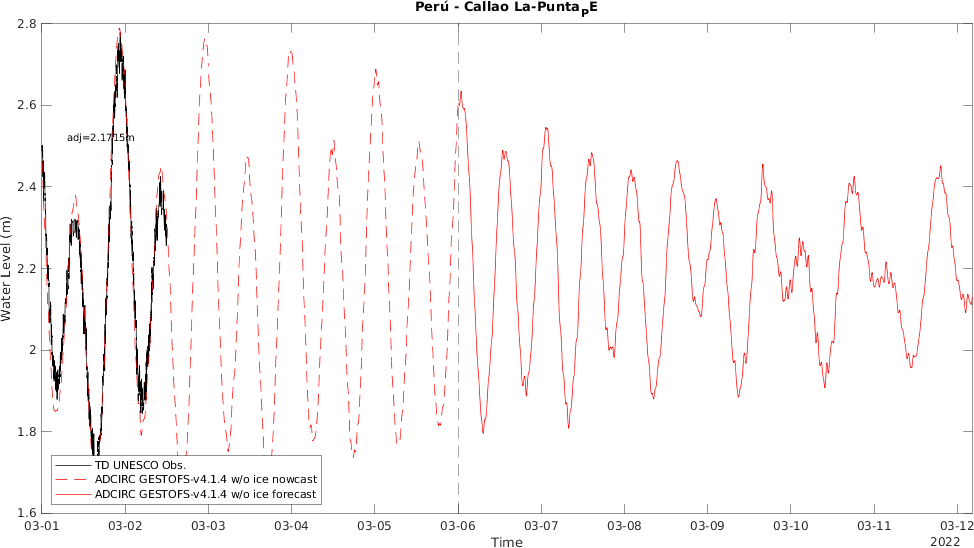 Perú - Callao La-PuntaPE
2.8
2.6
2.4
2.2
2
1.8
1.6
Water Level (m)
adj=2.1715m
TD UNESCO Obs.
ADCIRC GESTOFS-v4.1.4 w/o ice nowcast
ADCIRC GESTOFS-v4.1.4 w/o ice forecast
03-01 03-02 03-03 03-04 03-05 03-06 03-07 03-08 03-09 03-10 03-11 03-12
Time
2022